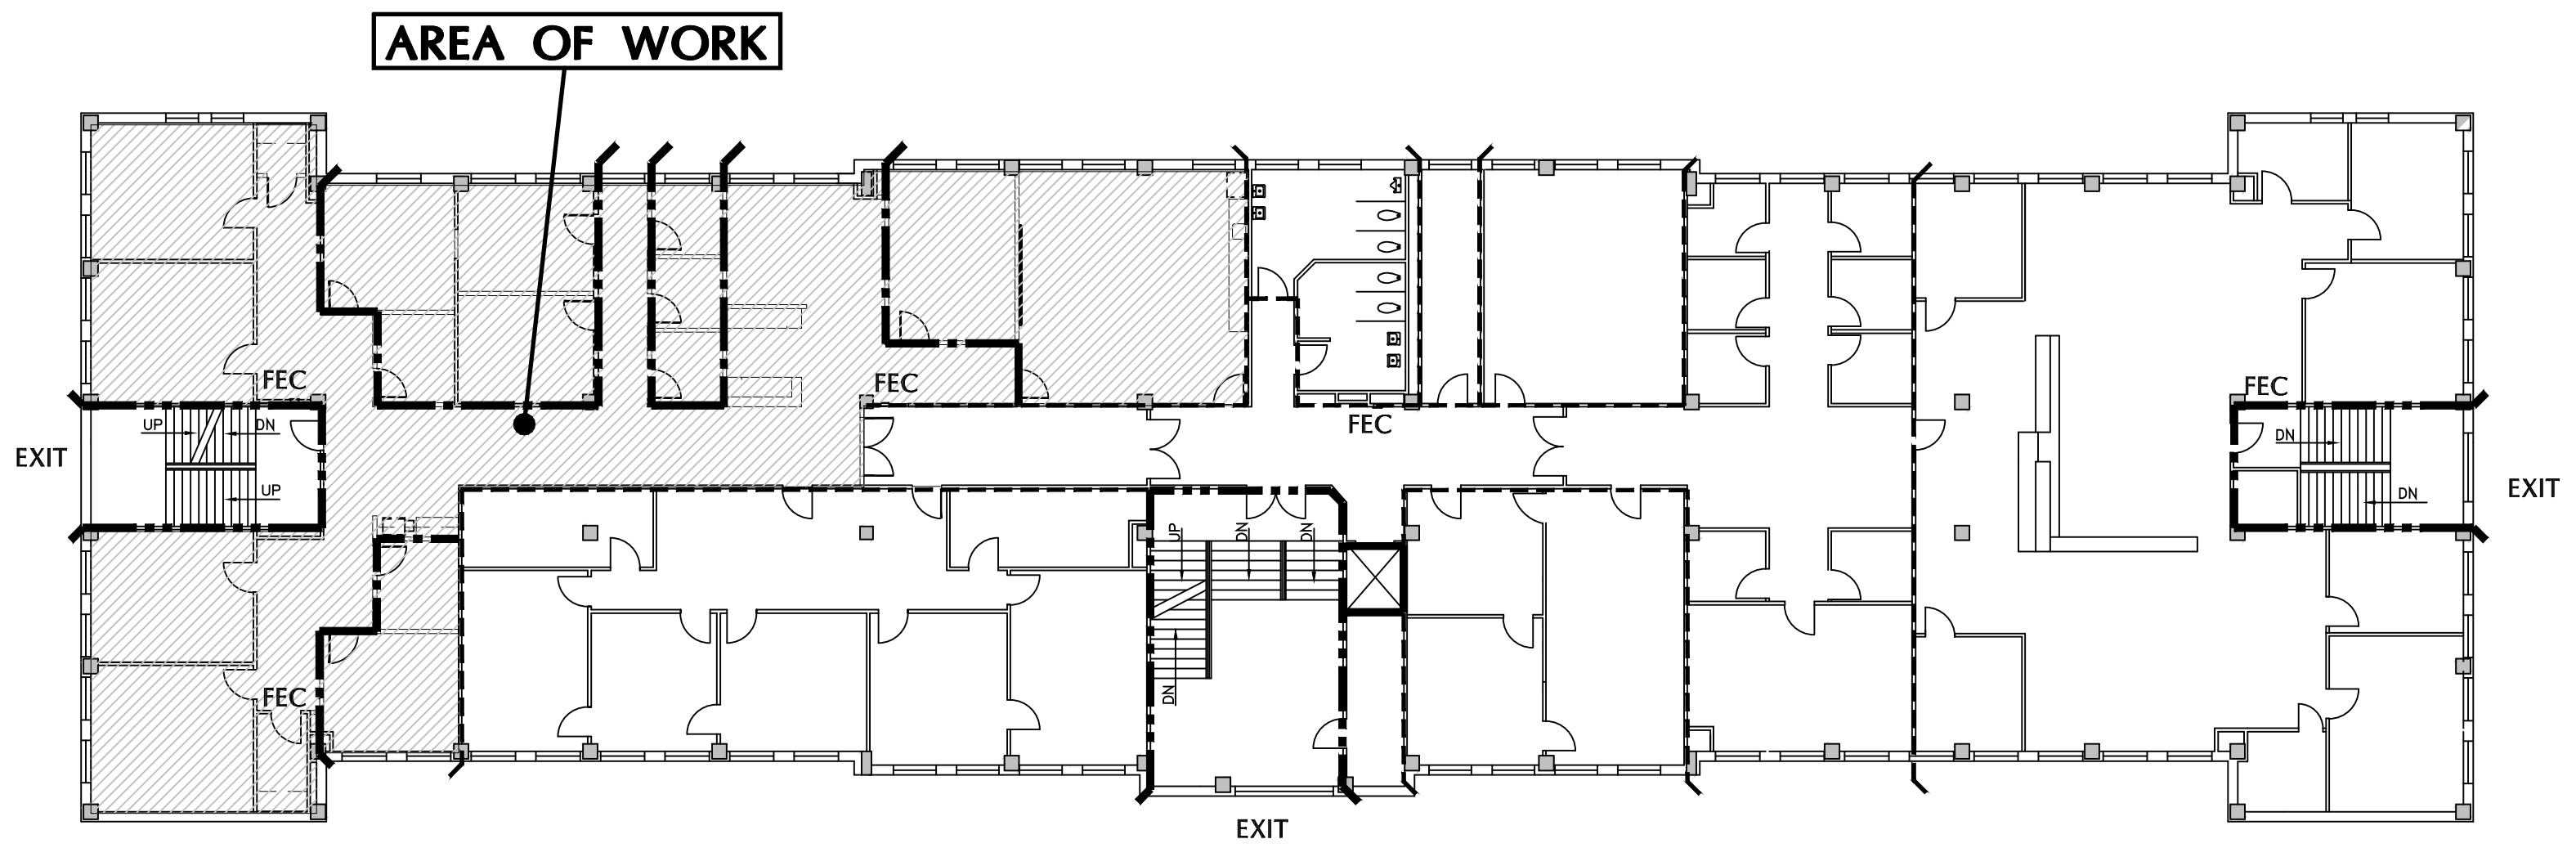 AREA OF WORK
FEC
FEC
FEC
FEC
UP
DN
EXIT
UP
DN
EXIT
DN
UP
DN
DN
DN
FEC
EXIT